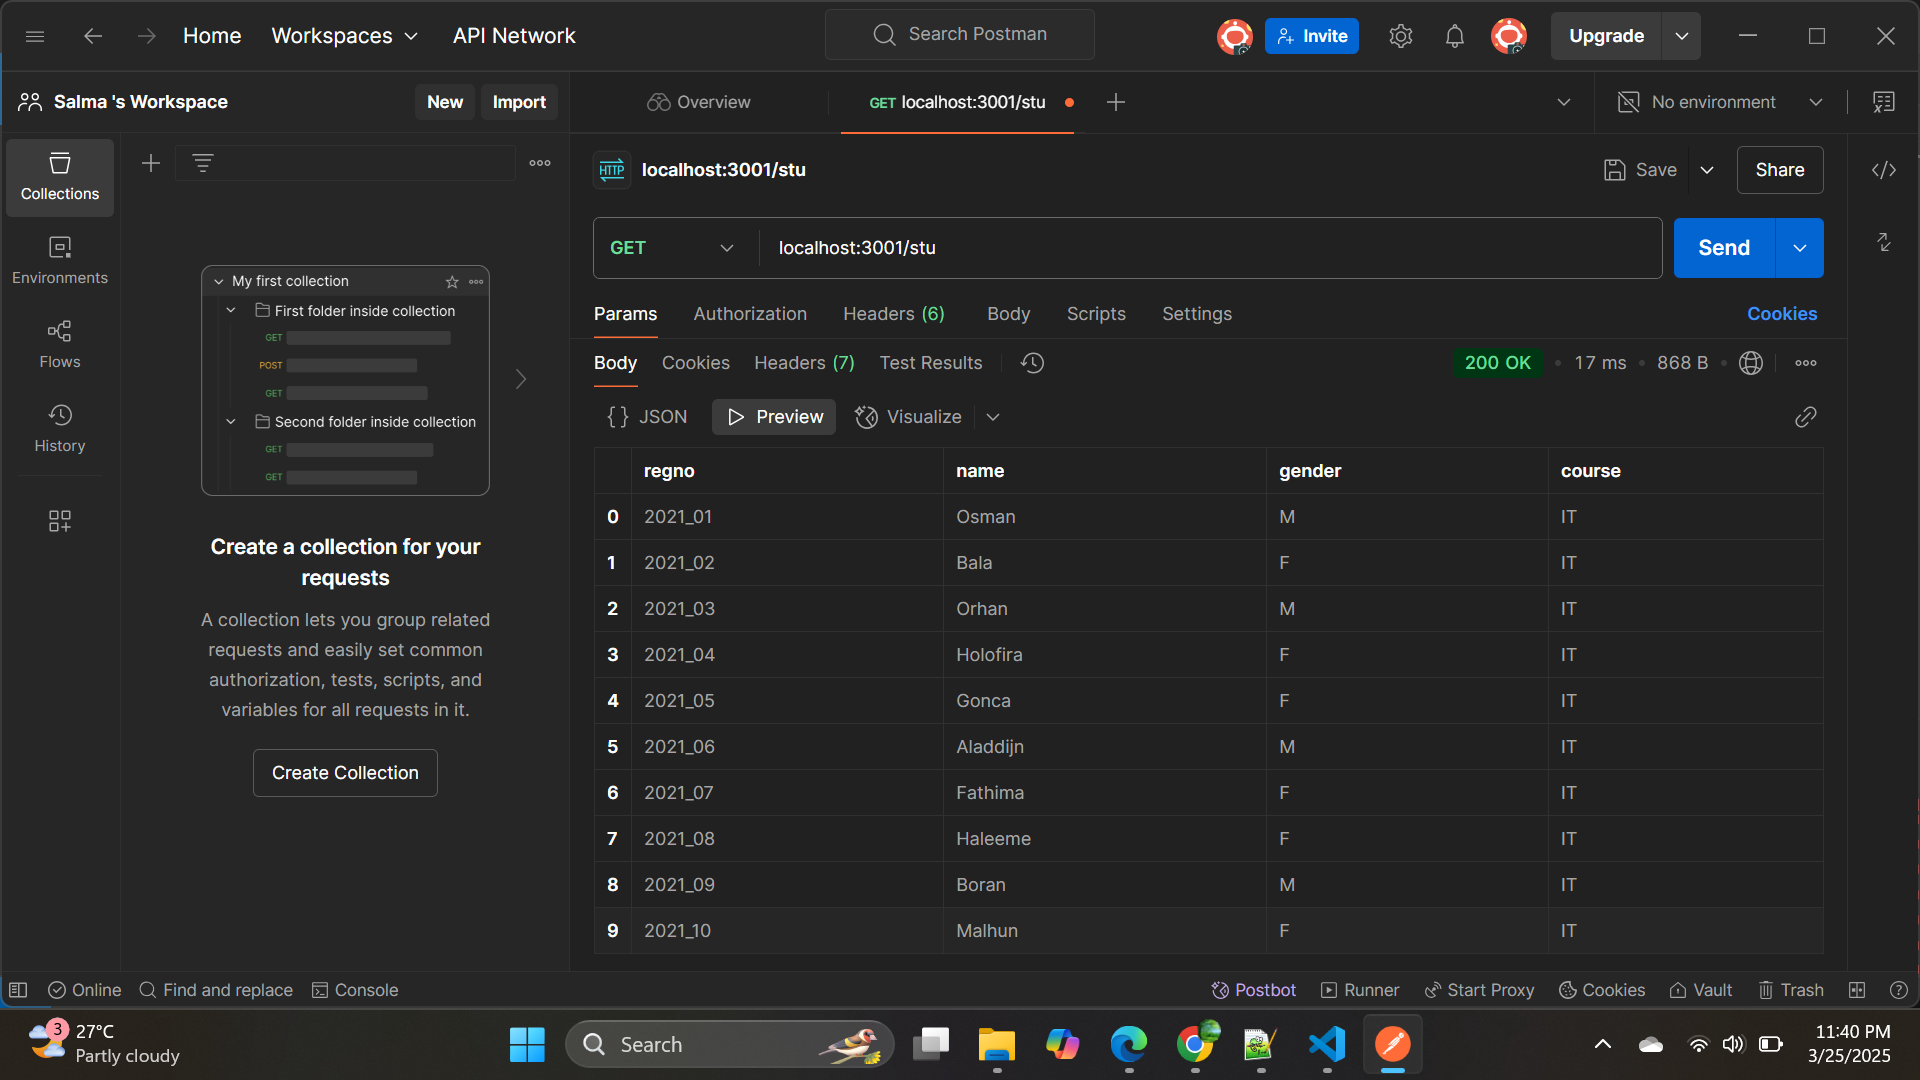 Home
Workspaces
API Network
Search Postman
Invite
Upgrade
Salma 's Workspace
New
Import
Overview
GET localhost:3001/stu
No environment
Collections
Environments
Flows
History
My first collection
First folder inside collection
GET
POST
GET
Second folder inside collection
GET
GET
Create a collection for your
requests
A collection lets you group related
requests and easily set common
authorization, tests, scripts, and
variables for all requests in it.
Create Collection
HTTP
localhost:3001/stu
Save
Share
GET
localhost:3001/stu
Send
Params
Authorization
Headers (6)
Body
Scripts
Settings
Cookies
Body
Cookies
Headers (7)
Test Results
200 OK
17 ms
868 B
{} JSON
Preview
Visualize
regno name gender course
0 2021_01 Osman M IT
1 2021_02 Bala F IT
2 2021_03 Orhan M IT
3 2021_04 Holofira F IT
4 2021_05 Gonca F IT
5 2021_06 Aladdijn M IT
6 2021_07 Fathima F IT
7 2021_08 Haleeme F IT
8 2021_09 Boran M IT
9 2021_10 Malhun F IT
Online
Find and replace
Console
Postbot
Runner
Start Proxy
Cookies
Vault
Trash
3
27°C
Partly cloudy
Search
11:40 PM
3/25/2025